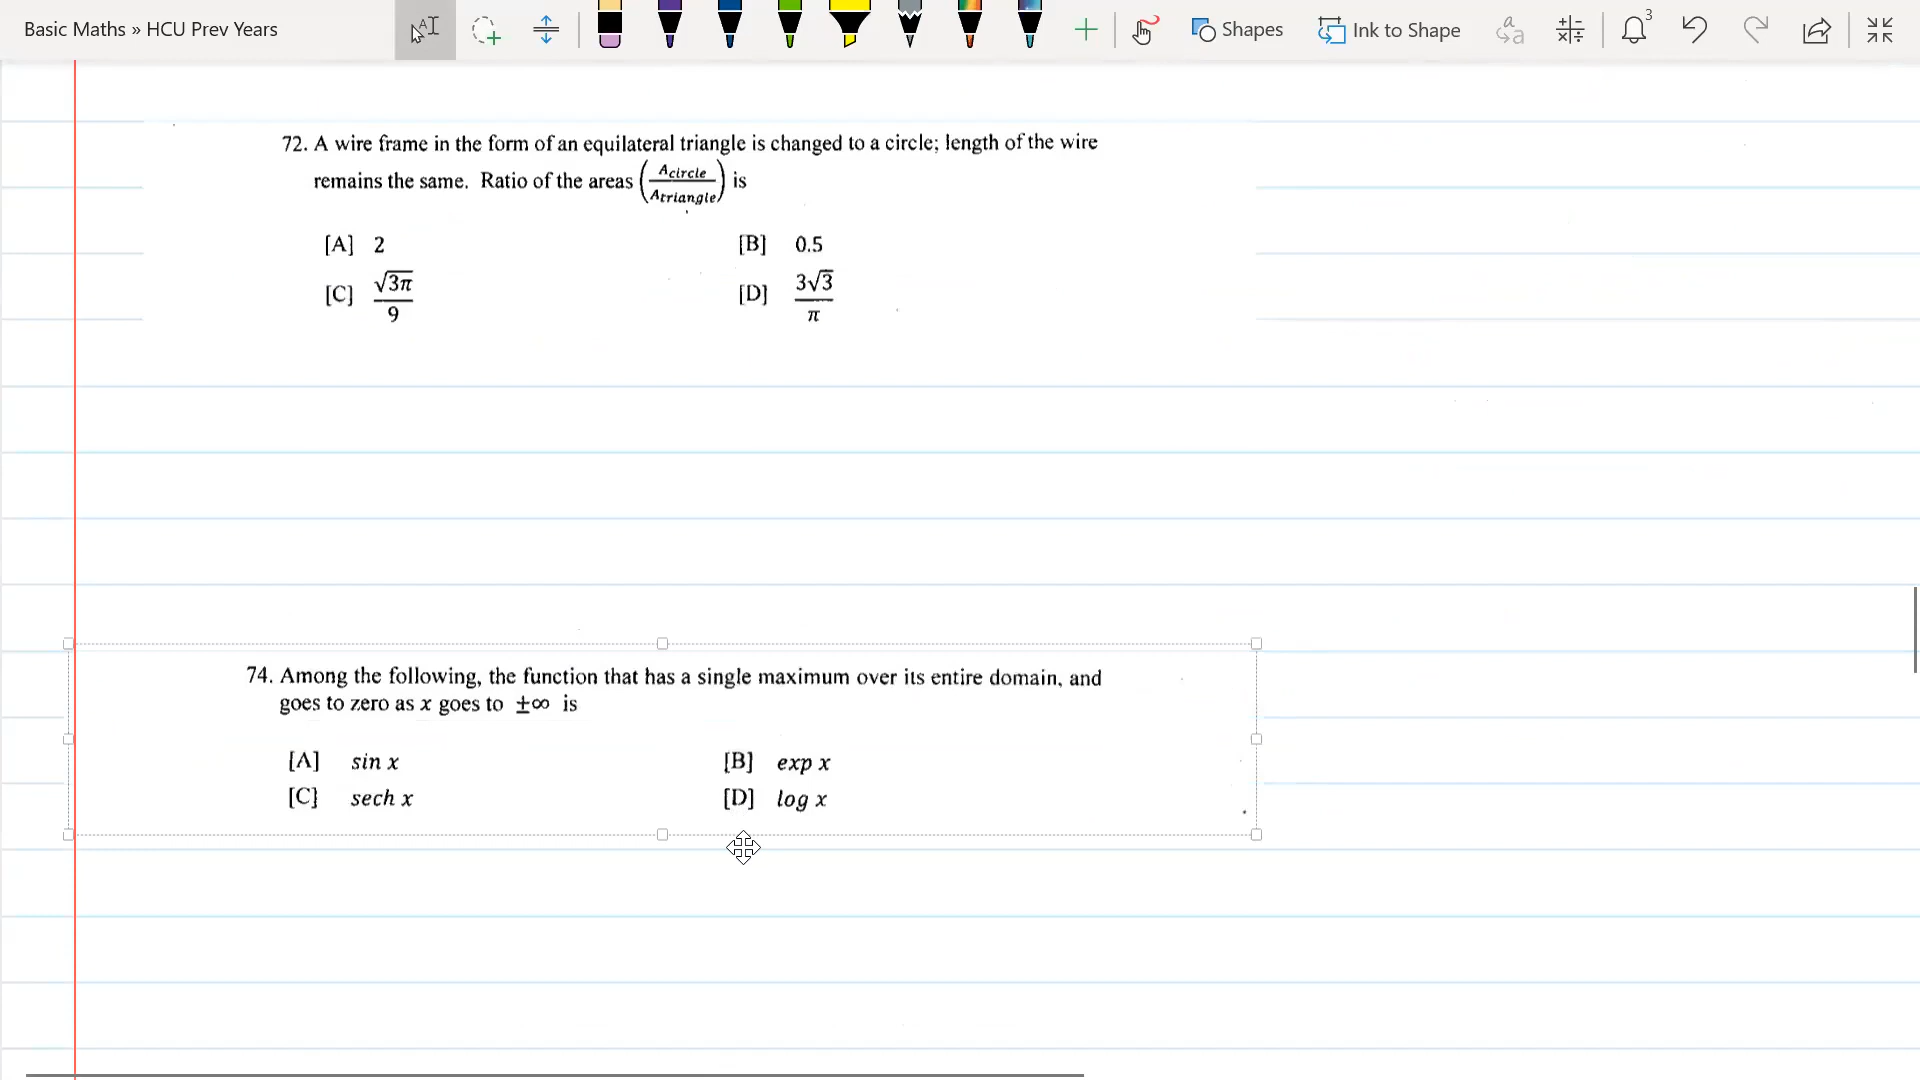 Basic Maths » HCU Prev Years
Shapes
Ink to Shape
3
72. A wire frame in the form of an equilateral triangle is changed to a circle; length of the wire
remains the same. Ratio of the areas (Acircle/Atriangle) is
[A] 2 [B] 0.5
[C] √3π/9 [D] 3√3/π
74. Among the following, the function that has a single maximum over its entire domain, and
goes to zero as x goes to ±∞ is
[A] sin x [B] exp x
[C] sech x [D] log x